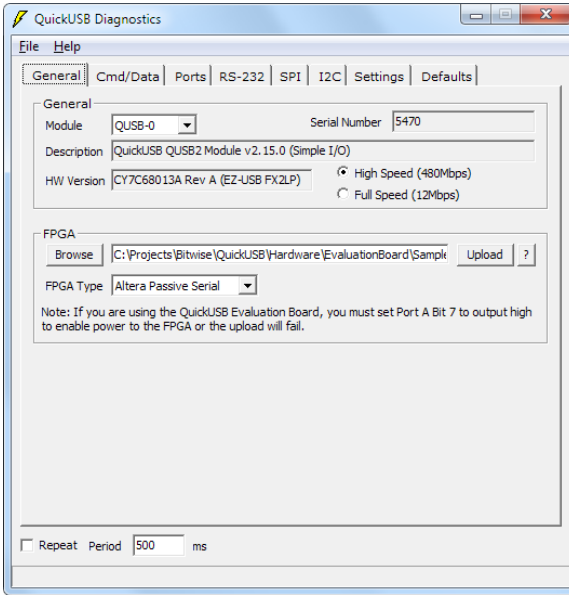 QuickUSB Diagnostics
File Help
General Cmd/Data Ports RS-232 SPI I2C Settings Defaults
General
Module QUSB-0 Serial Number 5470
Description QuickUSB QUSB2 Module v2.15.0 (Simple I/O)
HW Version CY7C68013A Rev A (EZ-USB FX2LP) High Speed (480Mbps)
Full Speed (12Mbps)
FPGA
Browse C:\Projects\Bitwise\QuickUSB\Hardware\EvaluationBoard\Sample Upload ?
FPGA Type Altera Passive Serial
Note: If you are using the QuickUSB Evaluation Board, you must set Port A Bit 7 to output high
to enable power to the FPGA or the upload will fail.
Repeat Period 500 ms